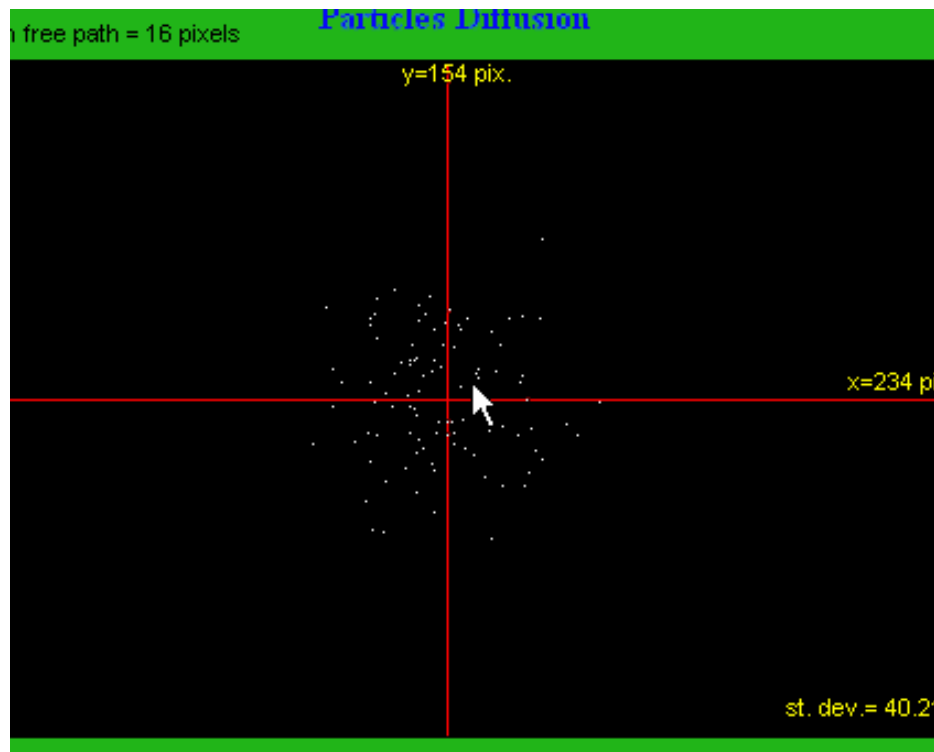 Particles Diffusion
free path = 16 pixels
y=154 pix.
x=234
st. dev.= 40.2